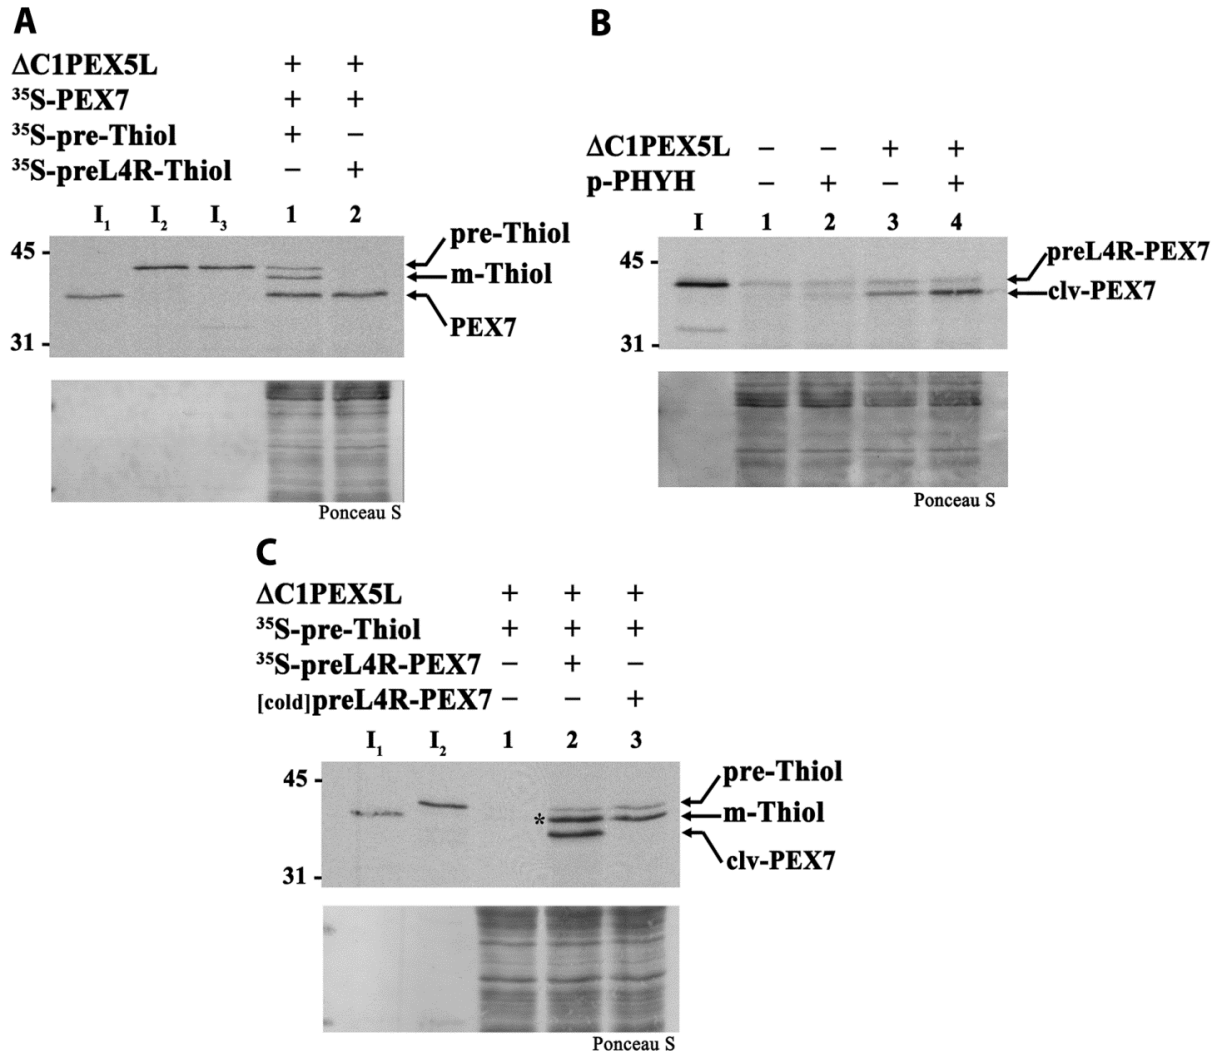 A
ΔC1PEX5L + +
³⁵S-PEX7 + +
³⁵S-pre-Thiol + −
³⁵S-preL4R-Thiol − +
I₁ I₂ I₃ 1 2
45 -
31 -
pre-Thiol
m-Thiol
PEX7
Ponceau S
B
ΔC1PEX5L − − + +
p-PHYH − + − +
I 1 2 3 4
45 -
31 -
preL4R-PEX7
clv-PEX7
Ponceau S
C
ΔC1PEX5L + + +
³⁵S-pre-Thiol + + +
³⁵S-preL4R-PEX7 − + −
[cold]preL4R-PEX7 − − +
I₁ I₂ 1 2 3
45 -
*
31 -
pre-Thiol
m-Thiol
clv-PEX7
Ponceau S